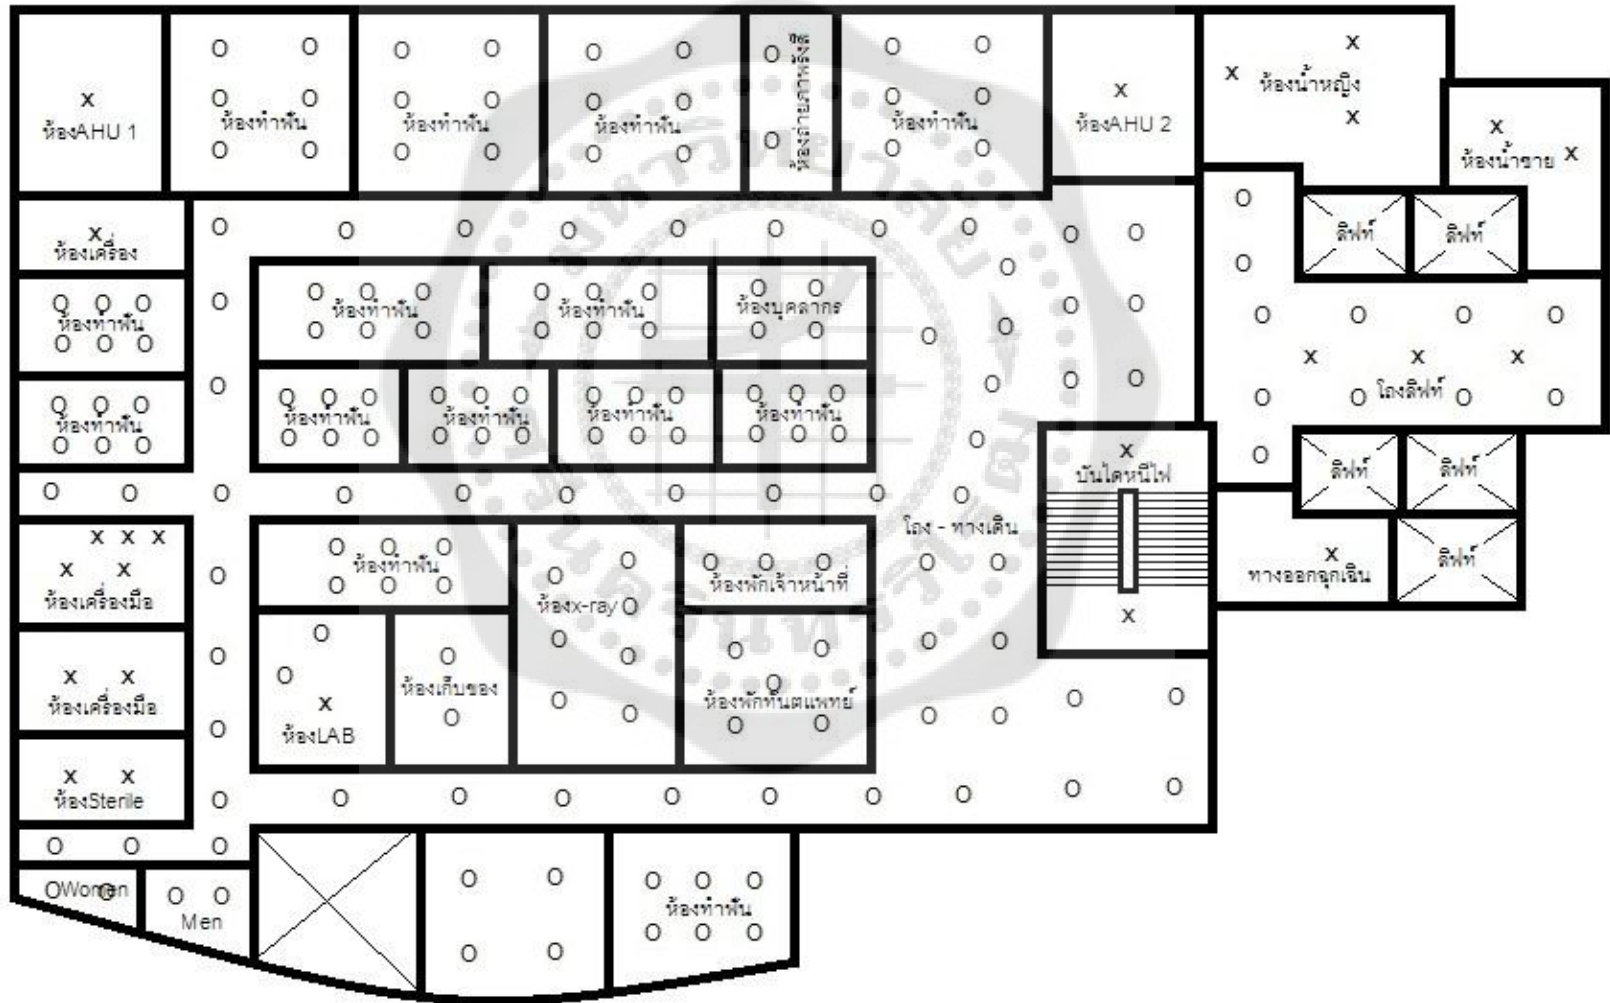 ห้องAHU 1
ห้องทำฟัน
ห้องทำฟัน
ห้องทำฟัน
ห้องถ่ายภาพรังสี
ห้องทำฟัน
ห้องAHU 2
ห้องน้ำหญิง
ห้องน้ำชาย
ห้องเครื่อง
ลิฟท์
ลิฟท์
ห้องทำฟัน
ห้องทำฟัน
ห้องทำฟัน
ห้องบุคลากร
ห้องทำฟัน
ห้องทำฟัน
ห้องทำฟัน
ห้องทำฟัน
ห้องทำฟัน
โถงลิฟท์
บันไดหนีไฟ
ลิฟท์
ลิฟท์
โถง - ทางเดิน
ห้องเครื่องมือ
ห้องทำฟัน
ห้องx-ray
ห้องพักเจ้าหน้าที่
ทางออกฉุกเฉิน
ลิฟท์
ห้องเครื่องมือ
ห้องLAB
ห้องเก็บของ
ห้องพักทันตแพทย์
ห้องSterile
Women
Men
ห้องทำฟัน